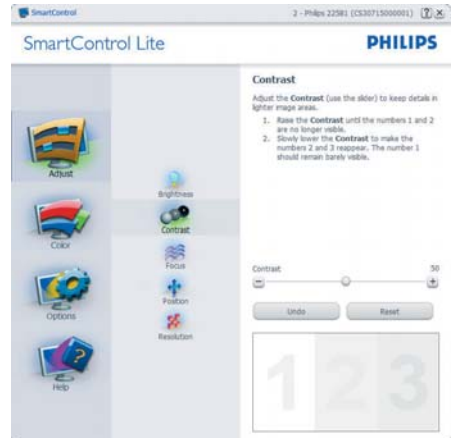 SmartControl
2 - Philips 225B1 (CS30715000001)
SmartControl Lite
PHILIPS
Adjust
Color
Options
Help
Brightness
Contrast
Focus
Position
Resolution
Contrast
Adjust the Contrast (use the slider) to keep details in
lighter image areas.
1. Raise the Contrast until the numbers 1 and 2
are no longer visible.
2. Slowly lower the Contrast to make the
numbers 2 and 3 reappear. The number 1
should remain barely visible.
Contrast 50
Undo Reset
1 2 3